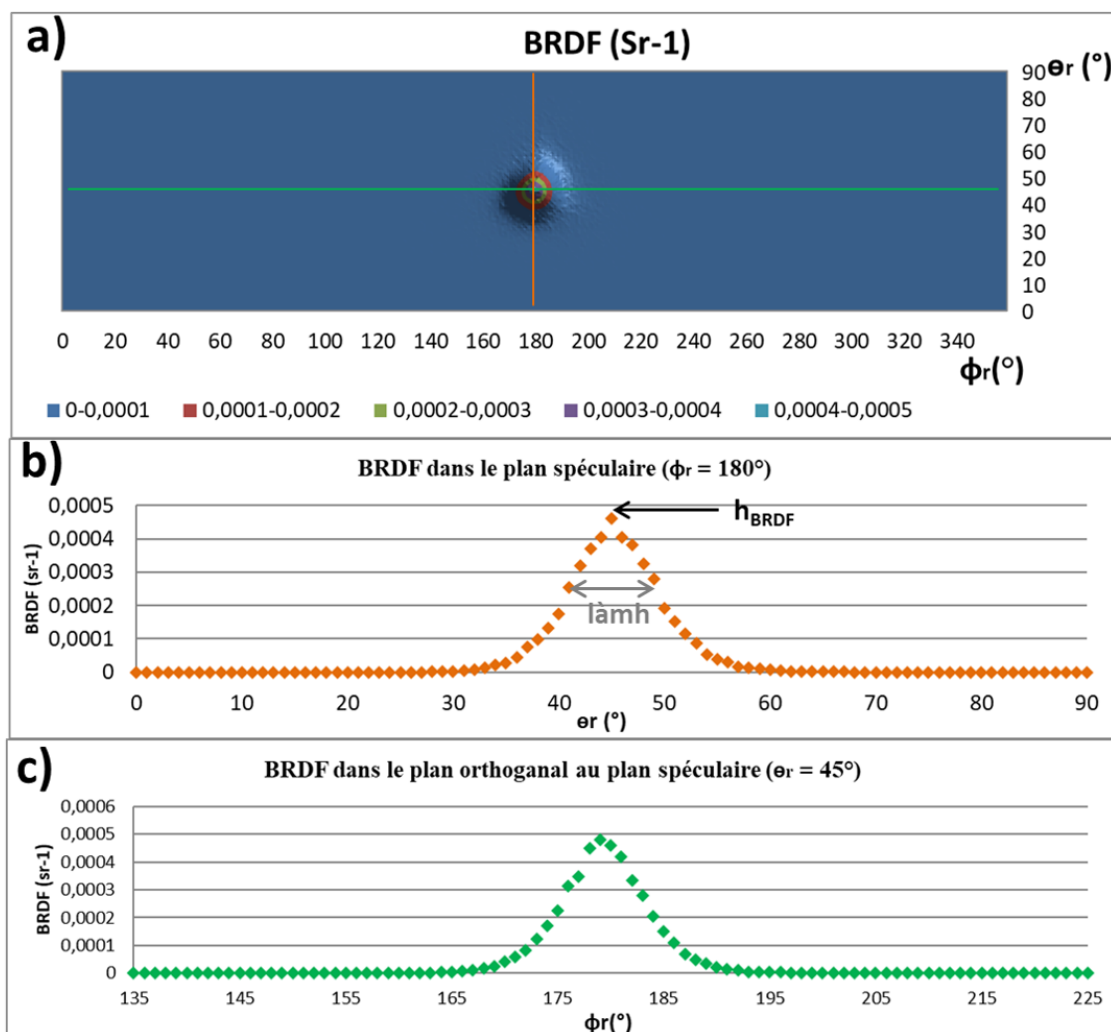 a)
BRDF (Sr-1)
90 ɵr (°)
80
70
60
50
40
30
20
10
0
0 20 40 60 80 100 120 140 160 180 200 220 240 260 280 300 320 340
ϕr(°)
0-0,0001 0,0001-0,0002 0,0002-0,0003 0,0003-0,0004 0,0004-0,0005
b)
BRDF dans le plan spéculaire (ϕr = 180°)
BRDF (sr-1)
0,0005
0,0004
0,0003
0,0002
0,0001
0
hBRDF
làmh
0 10 20 30 40 50 60 70 80 90
ɵr (°)
c)
BRDF dans le plan orthoganal au plan spéculaire (ɵr = 45°)
BRDF (sr-1)
0,0006
0,0005
0,0004
0,0003
0,0002
0,0001
0
135 145 155 165 175 185 195 205 215 225
ϕr(°)